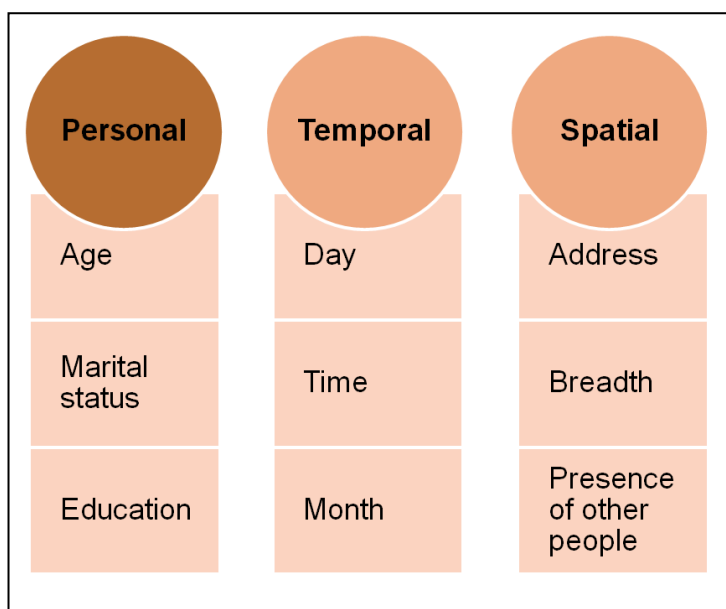 Personal
Age
Marital
status
Education
Temporal
Day
Time
Month
Spatial
Address
Breadth
Presence
of other
people